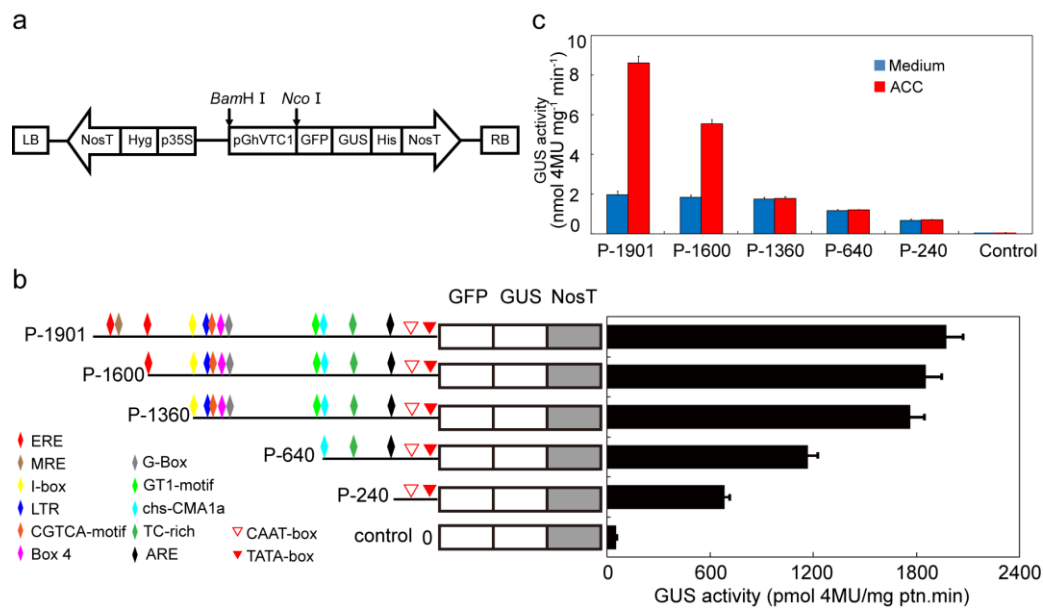 a
BamH I
Nco I
LB
NosT
Hyg
p35S
pGhVTC1
GFP
GUS
His
NosT
RB
c
GUS activity
(nmol 4MU mg⁻¹ min⁻¹)
10
8
6
4
2
0
Medium
ACC
P-1901
P-1600
P-1360
P-640
P-240
Control
b
GFP
GUS
NosT
P-1901
P-1600
P-1360
P-640
P-240
control 0
ERE
MRE
I-box
LTR
CGTCA-motif
Box 4
G-Box
GT1-motif
chs-CMA1a
TC-rich
ARE
CAAT-box
TATA-box
0
600
1200
1800
2400
GUS activity (pmol 4MU/mg ptn.min)